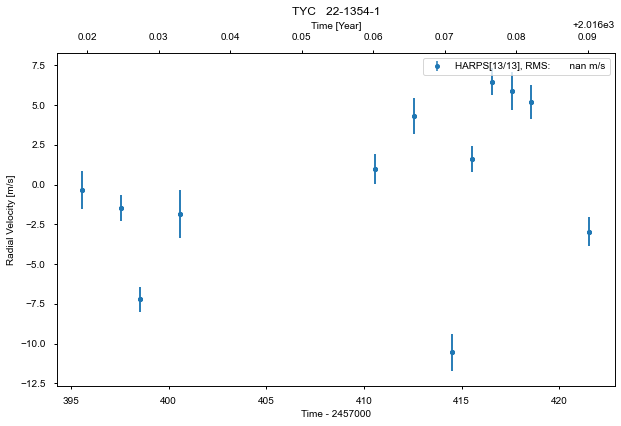 TYC   22-1354-1
Time [Year]
+2.016e3
0.02 0.03 0.04 0.05 0.06 0.07 0.08 0.09
HARPS[13/13], RMS:       nan m/s
7.5
5.0
2.5
0.0
−2.5
−5.0
−7.5
−10.0
−12.5
Radial Velocity [m/s]
395 400 405 410 415 420
Time - 2457000